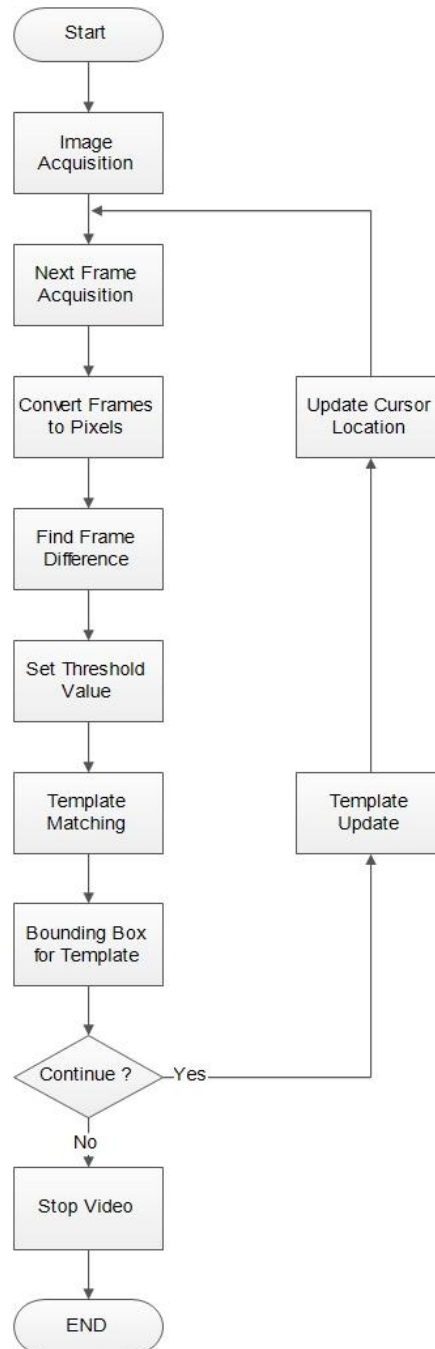 Start
Image
Acquisition
Next Frame
Acquisition
Convert Frames
to Pixels
Update Cursor
Location
Find Frame
Difference
Set Threshold
Value
Template
Matching
Template
Update
Bounding Box
for Template
Continue ?
Yes
No
Stop Video
END